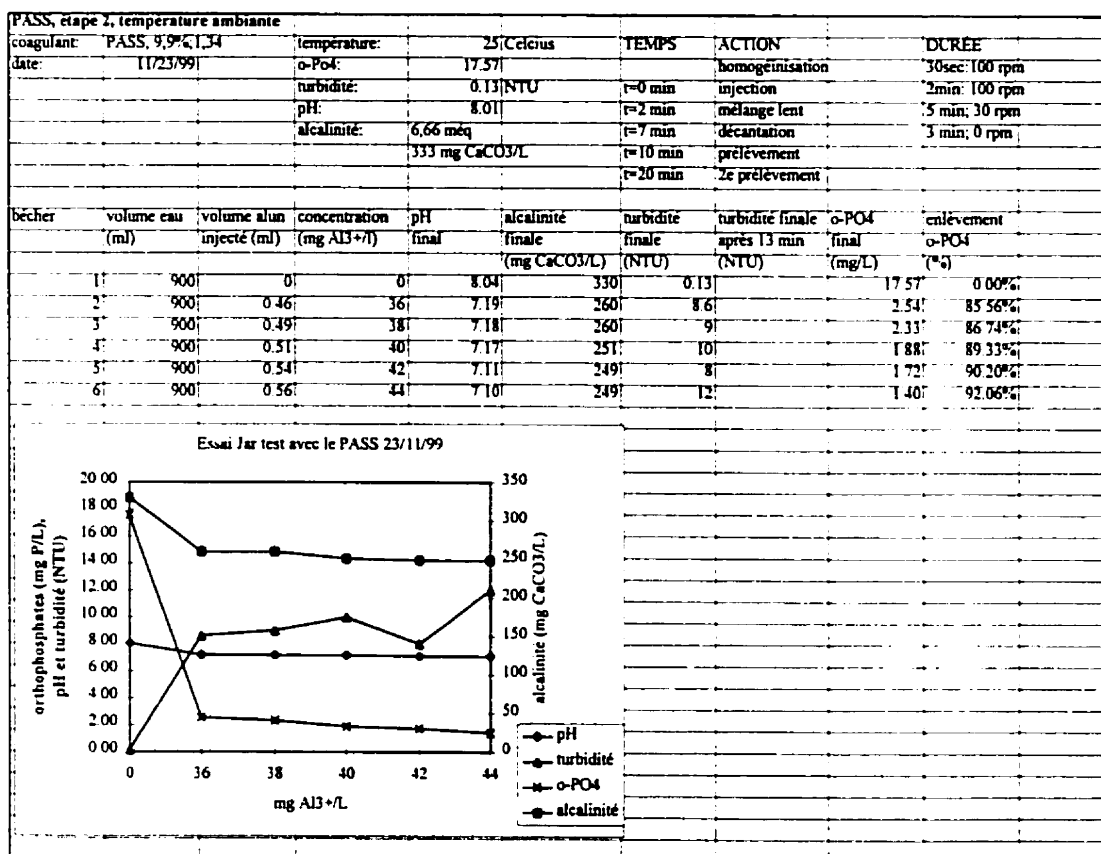 PASS, étape 2, température ambiante
coagulant: PASS, 9,9%;1,34 température: 25 Celcius TEMPS ACTION DURÉE
date: 11/23/99 o-Po4: 17.57 homogéinisation 30sec:100 rpm
turbidité: 0.13 NTU t=0 min injection 2min: 100 rpm
pH: 8.01 t=2 min mélange lent 5 min; 30 rpm
alcalinité: 6,66 méq t=7 min décantation 3 min; 0 rpm
333 mg CaCO3/L t=10 min prélèvement
t=20 min 2e prélèvement
bécher volume eau volume alun concentration pH alcalinité turbidité turbidité finale o-PO4 enlèvement
(ml) injecté (ml) (mg Al3+/l) final finale finale après 13 min final o-PO4
(mg CaCO3/L) (NTU) (NTU) (mg/L) (%)
1 900 0 0 8.04 330 0.13 17.57 0.00%
2 900 0.46 36 7.19 260 8.6 2.54 85.56%
3 900 0.49 38 7.18 260 9 2.33 86.74%
4 900 0.51 40 7.17 251 10 1.88 89.33%
5 900 0.54 42 7.11 249 8 1.72 90.20%
6 900 0.56 44 7.10 249 12 1.40 92.06%
Essai Jar test avec le PASS 23/11/99
orthophosphates (mg P/L),
pH et turbidité (NTU)
20.00
18.00
16.00
14.00
12.00
10.00
8.00
6.00
4.00
2.00
0.00
350
300
250
200
150
100
50
0
alcalinité (mg CaCO3/L)
0 36 38 40 42 44
mg Al3+/L
pH
turbidité
o-PO4
alcalinité